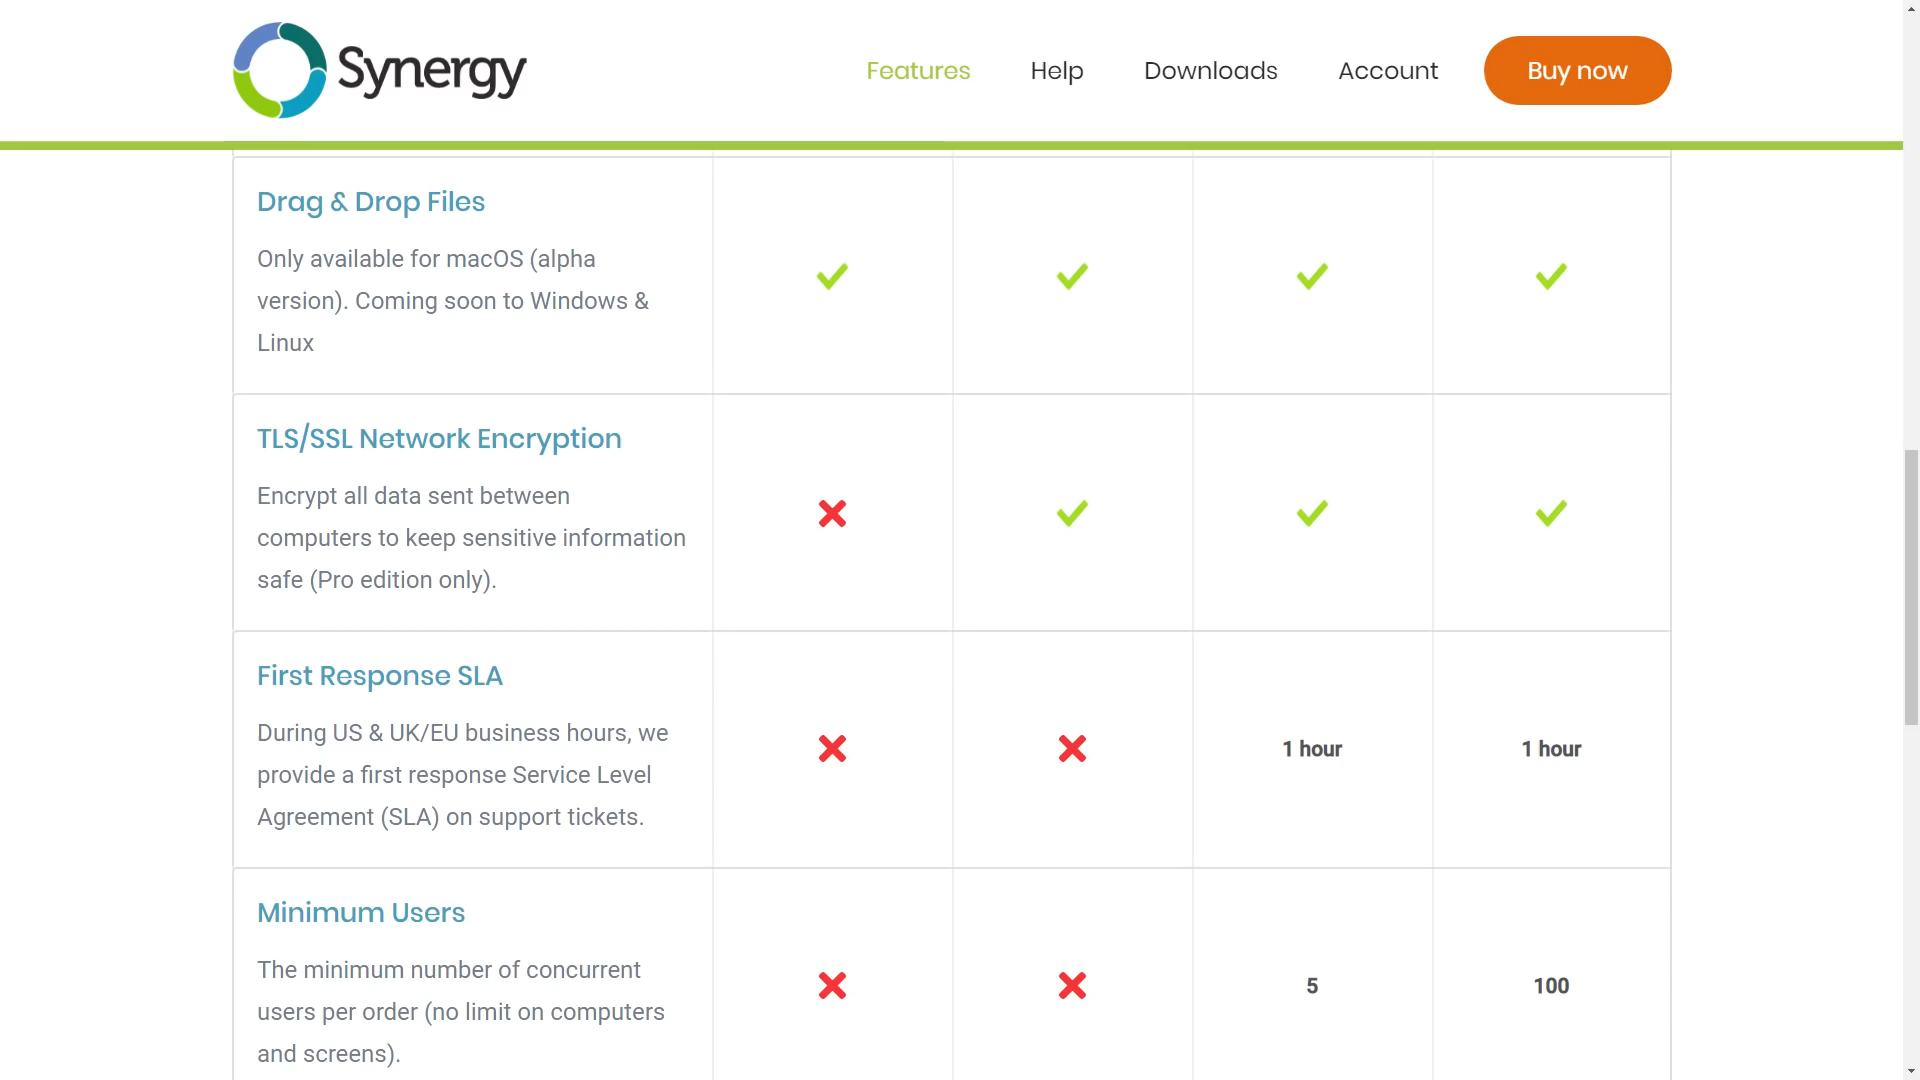 Synergy
Features
Help
Downloads
Account
Buy now
Drag & Drop Files
Only available for macOS (alpha
version). Coming soon to Windows &
Linux
TLS/SSL Network Encryption
Encrypt all data sent between
computers to keep sensitive information
safe (Pro edition only).
First Response SLA
During US & UK/EU business hours, we
provide a first response Service Level
Agreement (SLA) on support tickets.
1 hour
1 hour
Minimum Users
The minimum number of concurrent
users per order (no limit on computers
and screens).
5
100